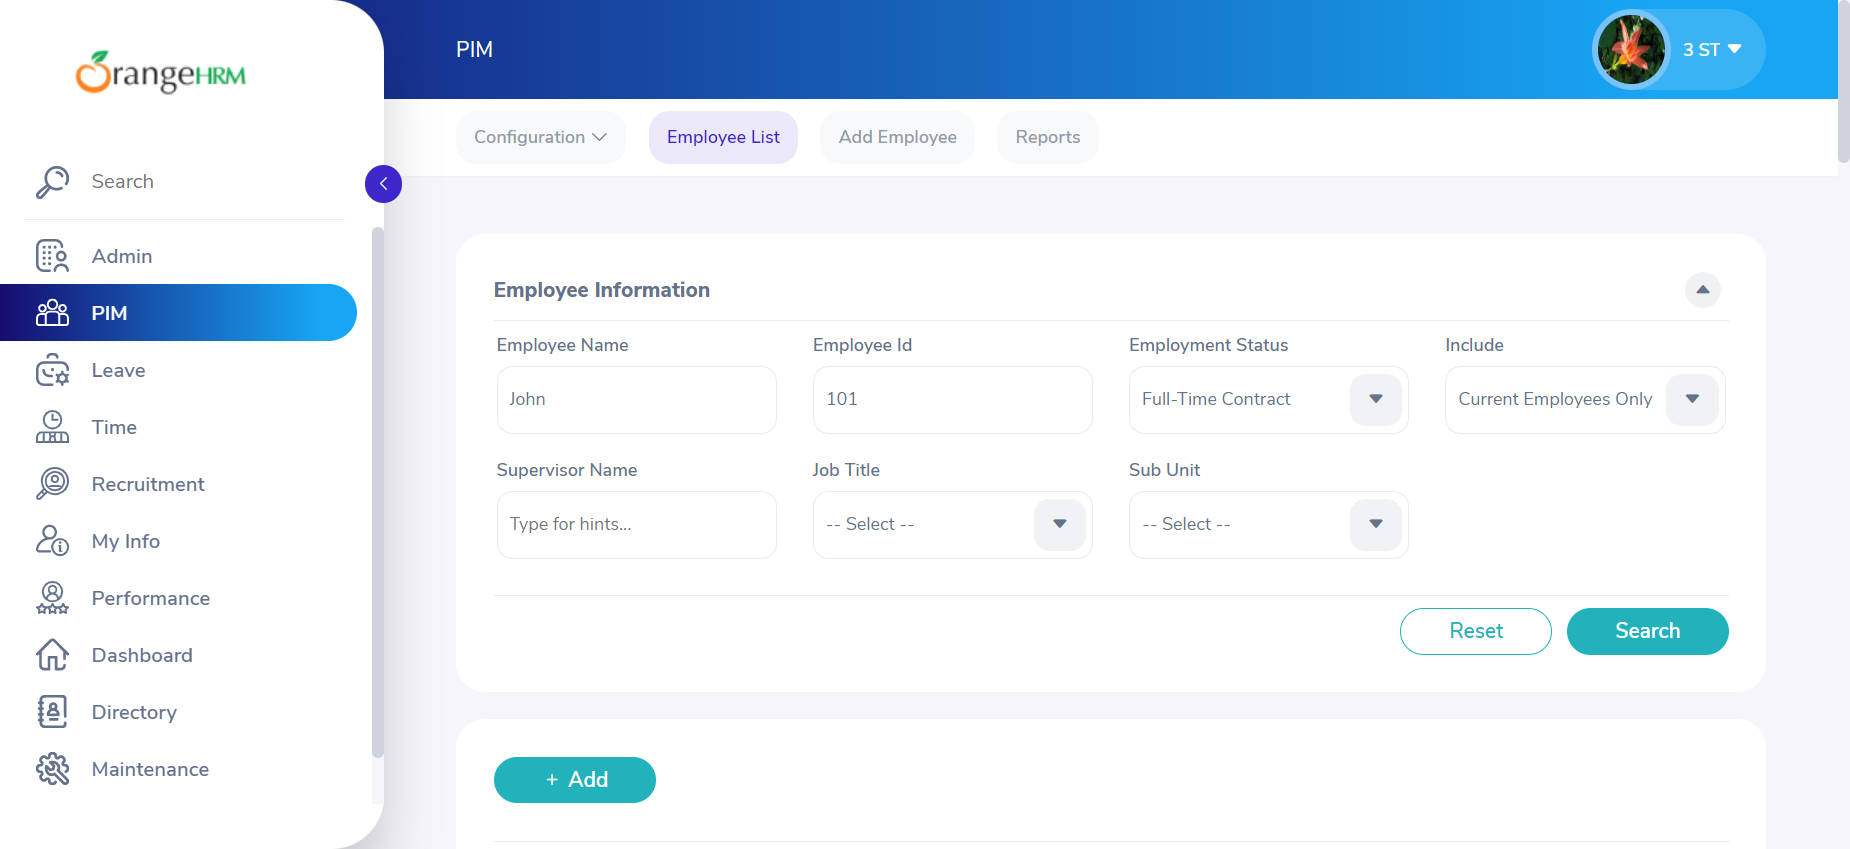 OrangeHRM
Search
Admin
PIM
Leave
Time
Recruitment
My Info
Performance
Dashboard
Directory
Maintenance
PIM
3 ST
Configuration
Employee List
Add Employee
Reports
Employee Information
Employee Name
Employee Id
Employment Status
Include
John
101
Full-Time Contract
Current Employees Only
Supervisor Name
Job Title
Sub Unit
Type for hints...
-- Select --
-- Select --
Reset
Search
+ Add